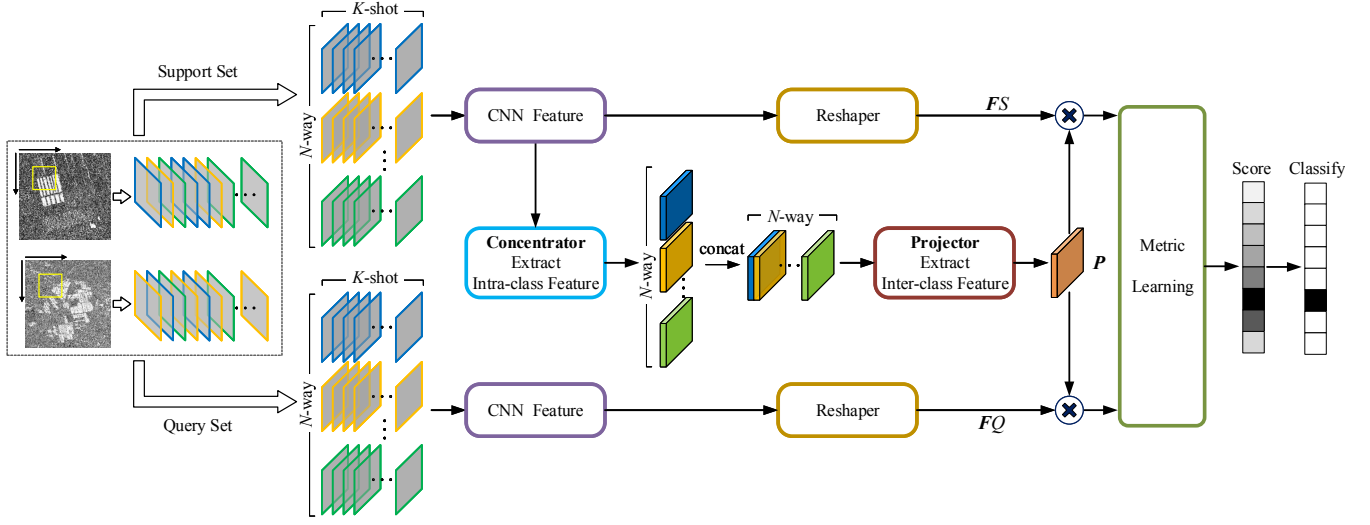 K-shot
Support Set
N-way
CNN Feature
Reshaper
FS
Score
Classify
N-way
Concentrator
Extract
Intra-class Feature
N-way
concat
Projector
Extract
Inter-class Feature
P
Metric
Learning
K-shot
N-way
Query Set
CNN Feature
Reshaper
FQ